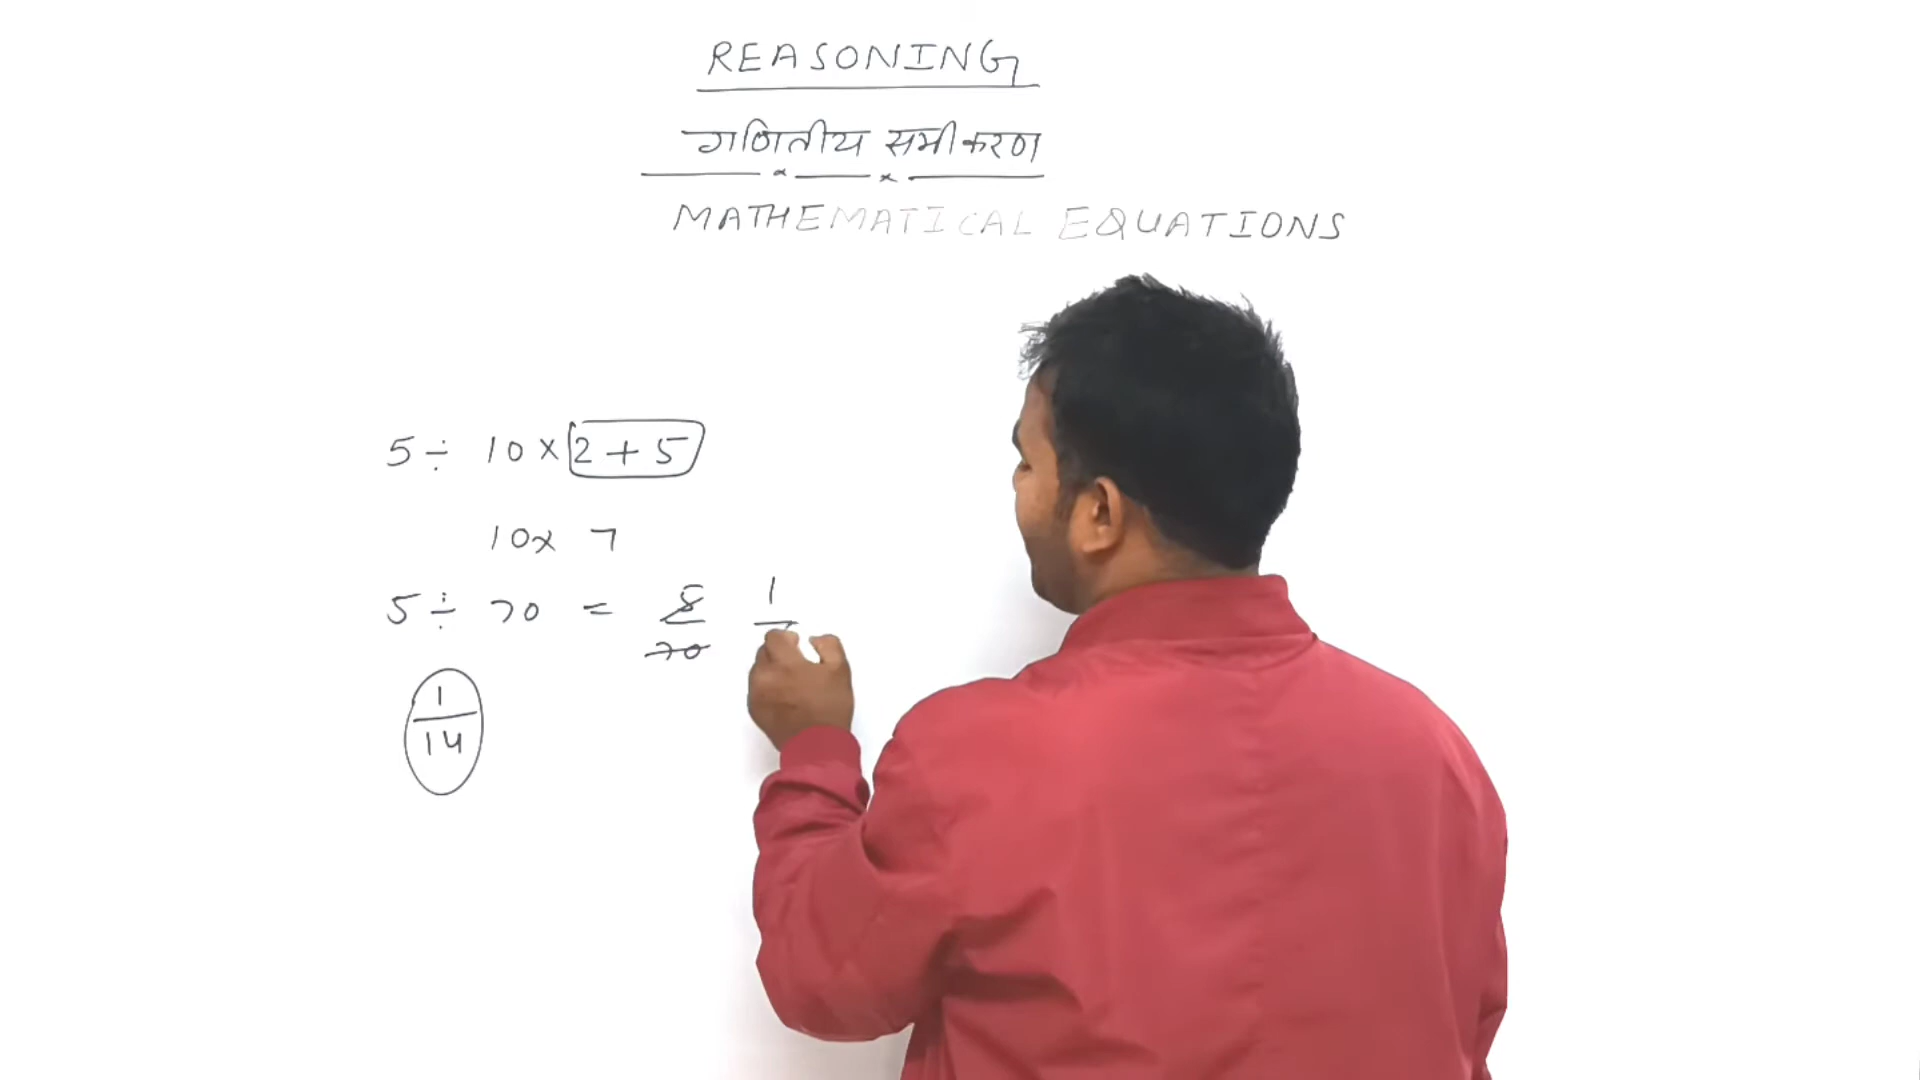 REASONING
गणितीय समीकरण
MATHEMATICAL EQUATIONS
5 ÷ 10 × 2 + 5
10 × 7
5 ÷ 70 = 5/70 1
1/14